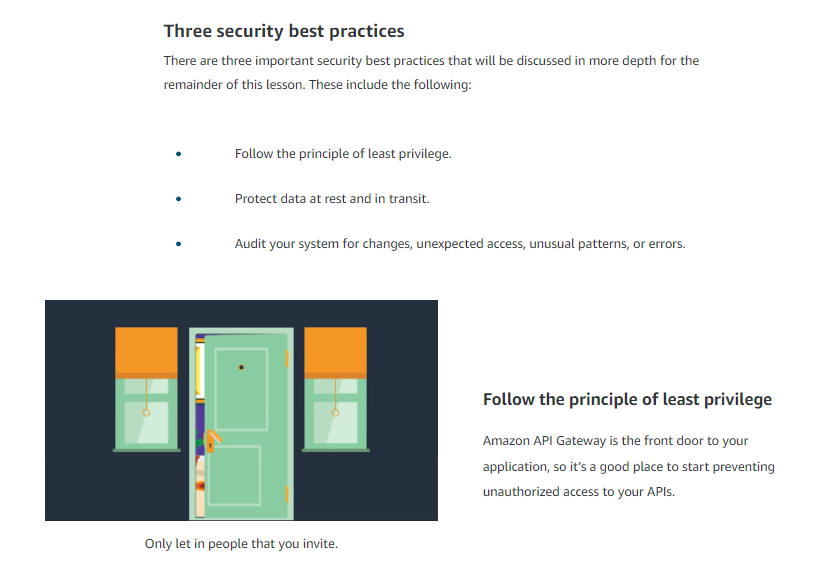 Three security best practices
There are three important security best practices that will be discussed in more depth for the
remainder of this lesson. These include the following:
• Follow the principle of least privilege.
• Protect data at rest and in transit.
• Audit your system for changes, unexpected access, unusual patterns, or errors.
Only let in people that you invite.
Follow the principle of least privilege
Amazon API Gateway is the front door to your
application, so it’s a good place to start preventing
unauthorized access to your APIs.